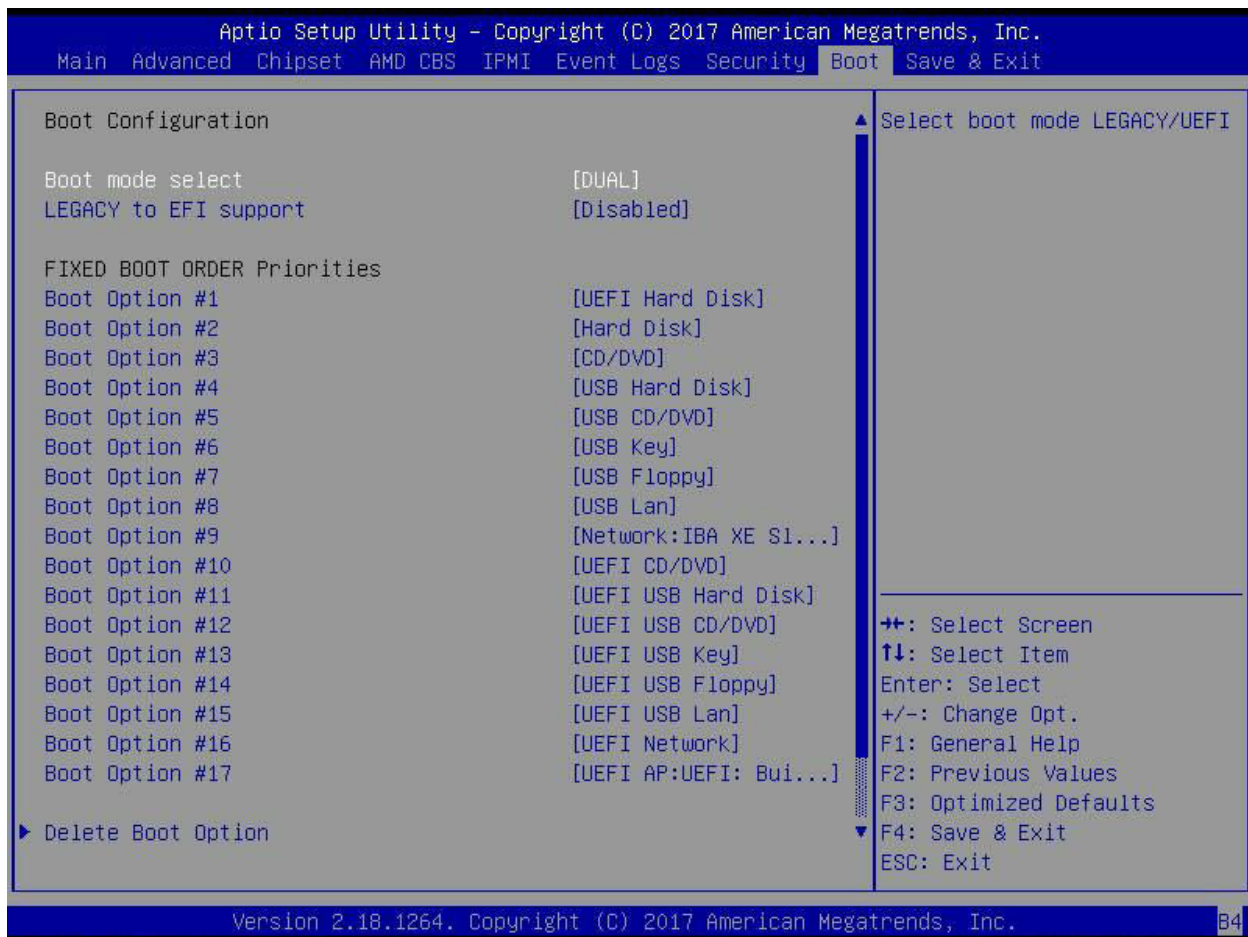 Aptio Setup Utility – Copyright (C) 2017 American Megatrends, Inc.
Main Advanced Chipset AMD CBS IPMI Event Logs Security Boot Save & Exit
Boot Configuration
Boot mode select [DUAL]
LEGACY to EFI support [Disabled]
FIXED BOOT ORDER Priorities
Boot Option #1 [UEFI Hard Disk]
Boot Option #2 [Hard Disk]
Boot Option #3 [CD/DVD]
Boot Option #4 [USB Hard Disk]
Boot Option #5 [USB CD/DVD]
Boot Option #6 [USB Key]
Boot Option #7 [USB Floppy]
Boot Option #8 [USB Lan]
Boot Option #9 [Network:IBA XE Sl...]
Boot Option #10 [UEFI CD/DVD]
Boot Option #11 [UEFI USB Hard Disk]
Boot Option #12 [UEFI USB CD/DVD]
Boot Option #13 [UEFI USB Key]
Boot Option #14 [UEFI USB Floppy]
Boot Option #15 [UEFI USB Lan]
Boot Option #16 [UEFI Network]
Boot Option #17 [UEFI AP:UEFI: Bui...]
Delete Boot Option
Select boot mode LEGACY/UEFI
→←: Select Screen
↑↓: Select Item
Enter: Select
+/-: Change Opt.
F1: General Help
F2: Previous Values
F3: Optimized Defaults
F4: Save & Exit
ESC: Exit
Version 2.18.1264. Copyright (C) 2017 American Megatrends, Inc.
B4